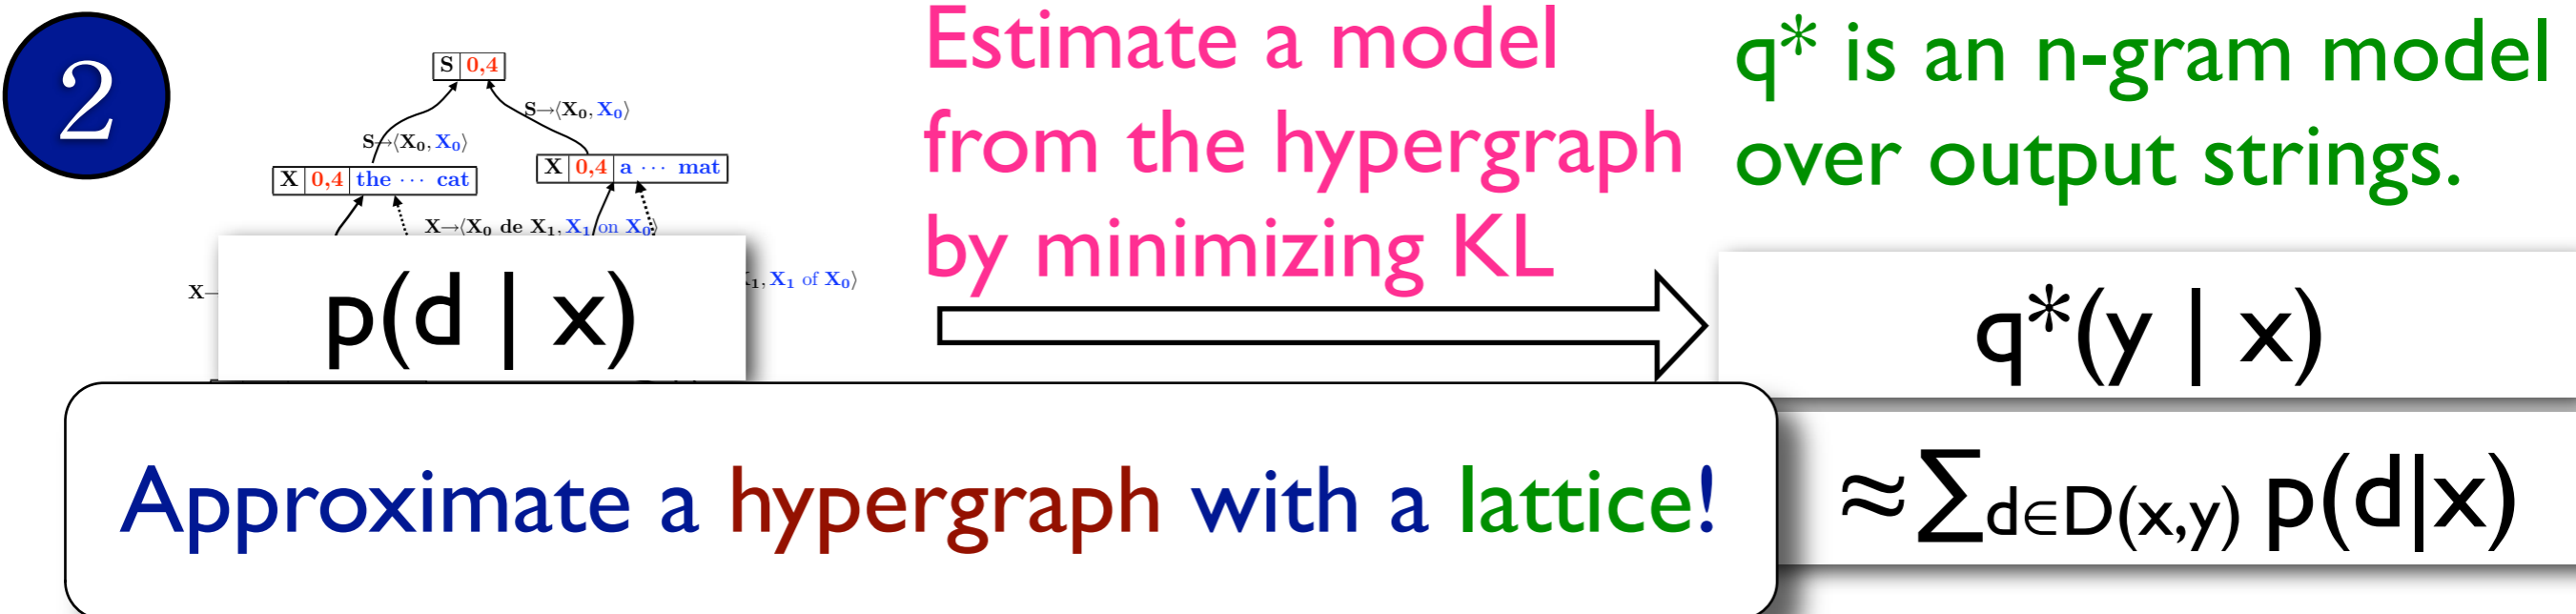 2
S 0,4
S→⟨X₀, X₀⟩
S→⟨X₀, X₀⟩
X 0,4 the ··· cat
X 0,4 a ··· mat
X→⟨X₀ de X₁, X₁ on X₀⟩
X→
₁, X₁ of X₀⟩
p(d | x)
Estimate a model
from the hypergraph
by minimizing KL
q* is an n-gram model
over output strings.
q*(y | x)
≈∑d∈D(x,y) p(d|x)
Approximate a hypergraph with a lattice!